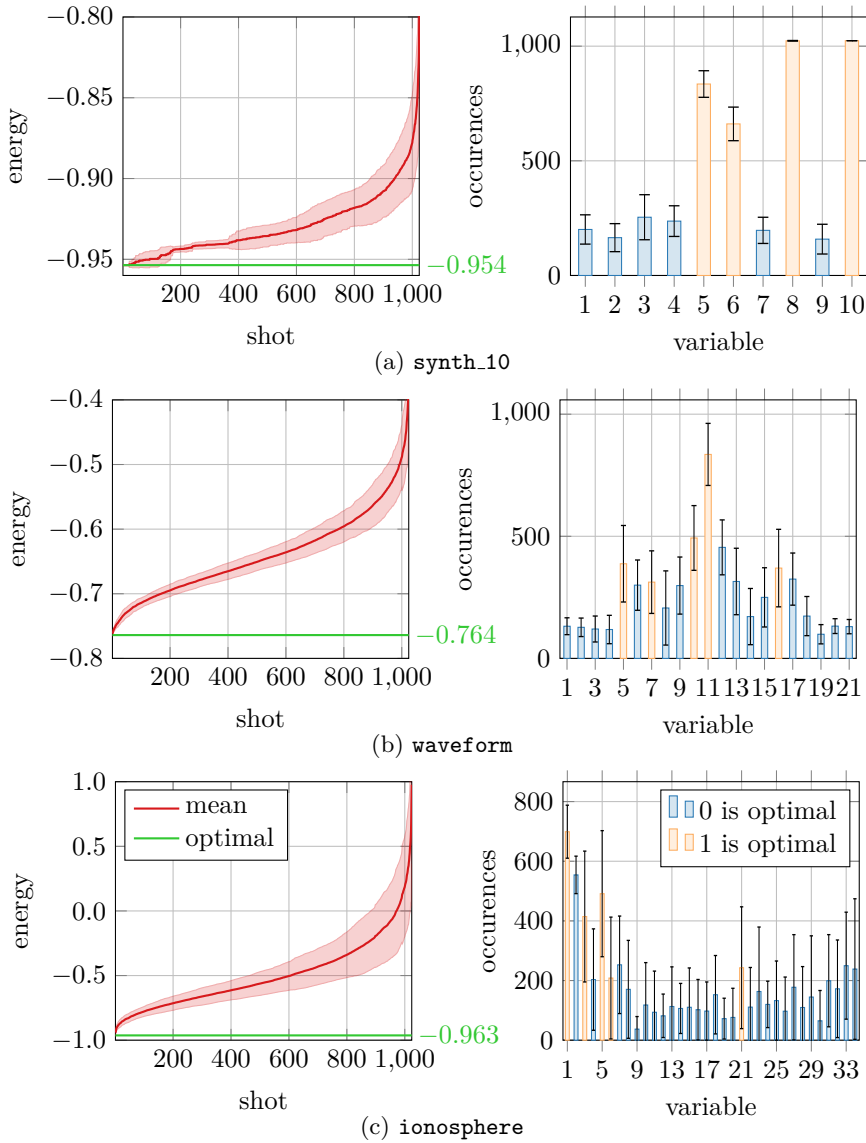 −0.80
−0.85
−0.90
−0.95
energy
200 400 600 800 1,000
shot
−0.954
1,000
500
0
occurences
1 2 3 4 5 6 7 8 9 10
variable
(a) synth_10
−0.4
−0.5
−0.6
−0.7
−0.8
energy
200 400 600 800 1,000
shot
−0.764
1,000
500
0
occurences
1 3 5 7 9 11 13 15 17 19 21
variable
(b) waveform
1.0
0.5
0.0
−0.5
−1.0
energy
mean
optimal
200 400 600 800 1,000
shot
−0.963
800
600
400
200
0
occurences
0 is optimal
1 is optimal
1 5 9 13 17 21 25 29 33
variable
(c) ionosphere